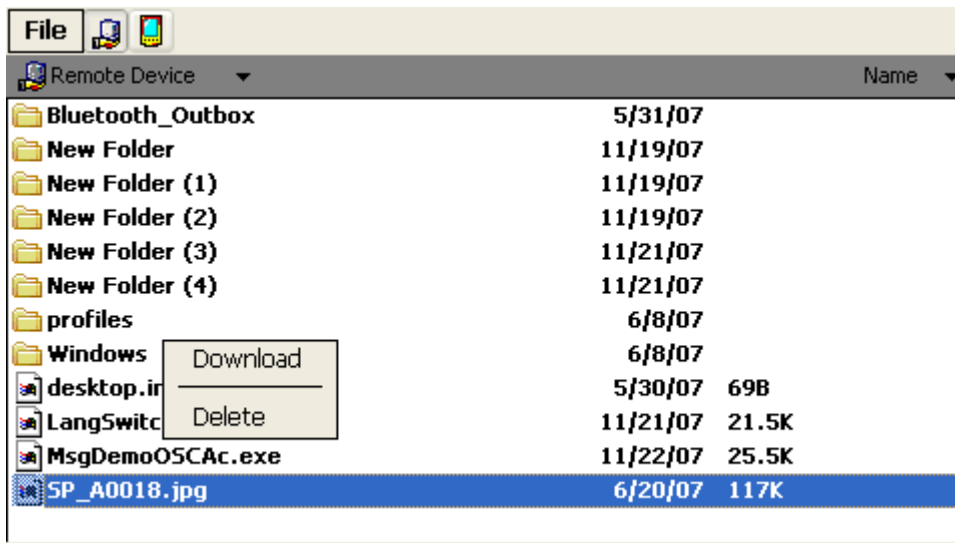 File
Remote Device Name
Bluetooth_Outbox 5/31/07
New Folder 11/19/07
New Folder (1) 11/19/07
New Folder (2) 11/19/07
New Folder (3) 11/21/07
New Folder (4) 11/21/07
profiles 6/8/07
Windows 6/8/07
Download
desktop.in 5/30/07 69B
Delete
LangSwitc 11/21/07 21.5K
MsgDemoOSCAc.exe 11/22/07 25.5K
SP_A0018.jpg 6/20/07 117K